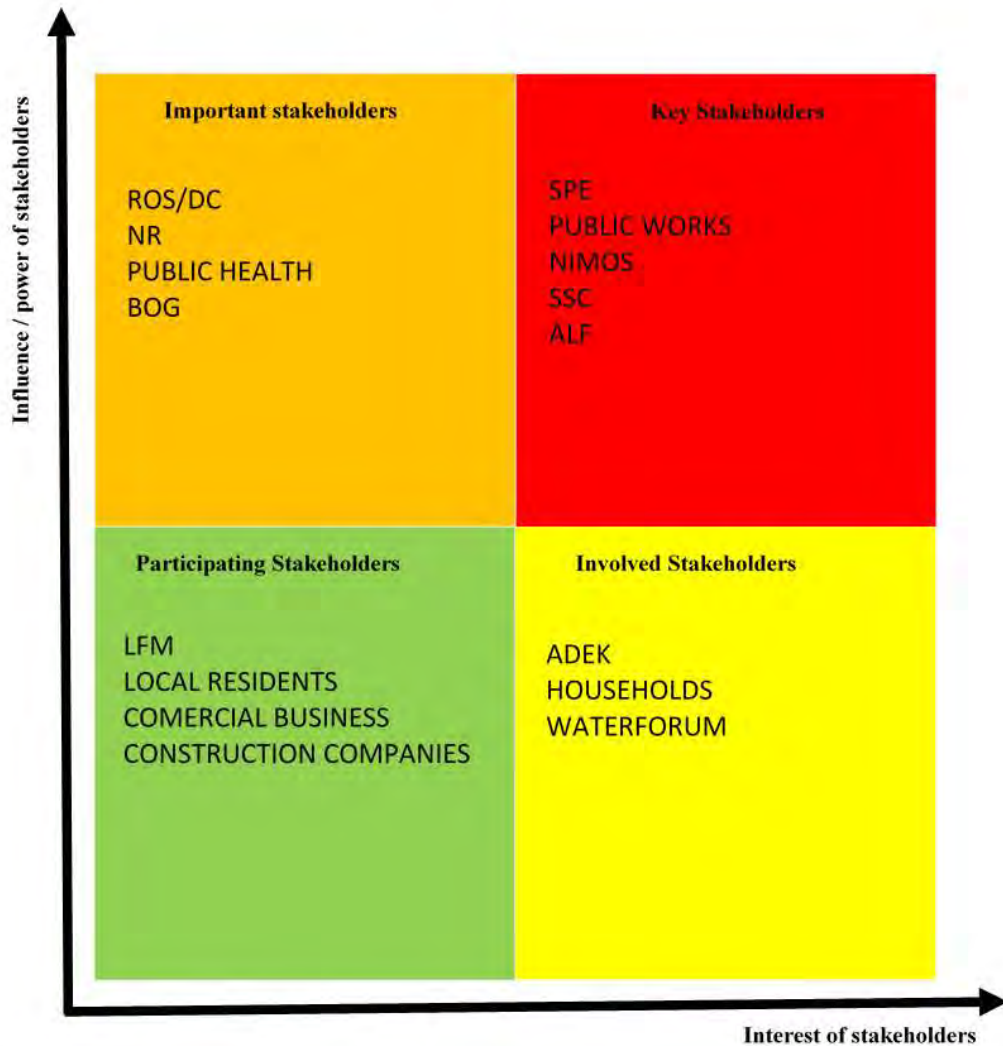 Influence / power of stakeholders
Important stakeholders
ROS/DC
NR
PUBLIC HEALTH
BOG
Key Stakeholders
SPE
PUBLIC WORKS
NIMOS
SSC
ALF
Participating Stakeholders
LFM
LOCAL RESIDENTS
COMERCIAL BUSINESS
CONSTRUCTION COMPANIES
Involved Stakeholders
ADEK
HOUSEHOLDS
WATERFORUM
Interest of stakeholders